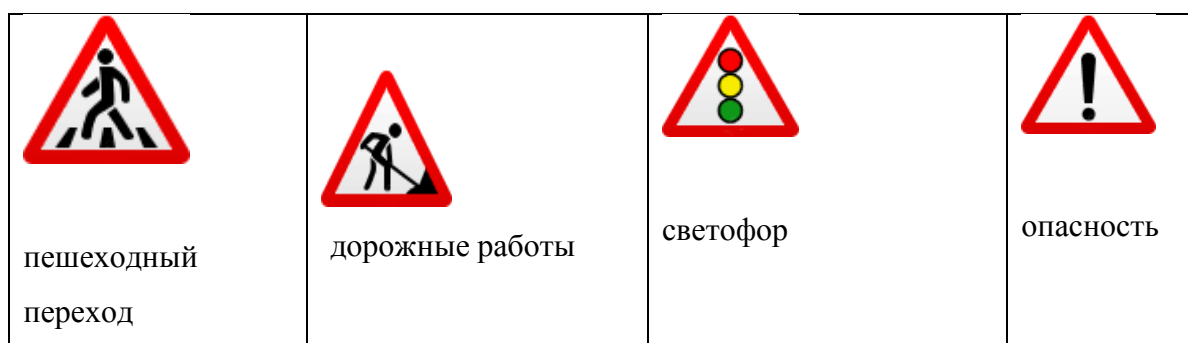 пешеходный
переход
дорожные работы
светофор
опасность